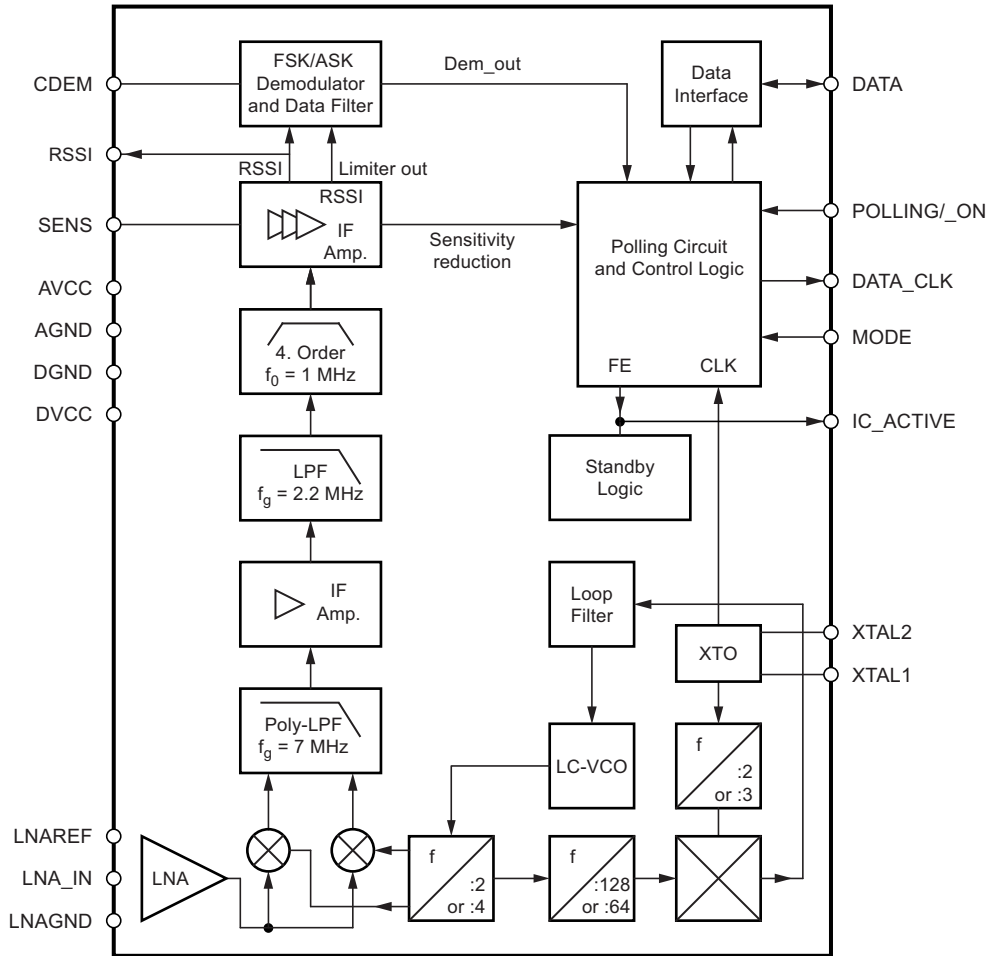 CDEM
FSK/ASK
Demodulator
and Data Filter
Dem_out
Data
Interface
DATA
RSSI
RSSI
Limiter out
SENS
RSSI
IF
Amp.
Sensitivity
reduction
Polling Circuit
and Control Logic
FE
CLK
POLLING/_ON
DATA_CLK
MODE
IC_ACTIVE
AVCC
AGND
DGND
DVCC
4. Order
f0 = 1 MHz
LPF
fg = 2.2 MHz
Standby
Logic
IF
Amp.
Loop
Filter
XTO
XTAL2
XTAL1
Poly-LPF
fg = 7 MHz
LC-VCO
f
:2
or :3
LNAREF
LNA_IN
LNAGND
LNA
f
:2
or :4
f
:128
or :64